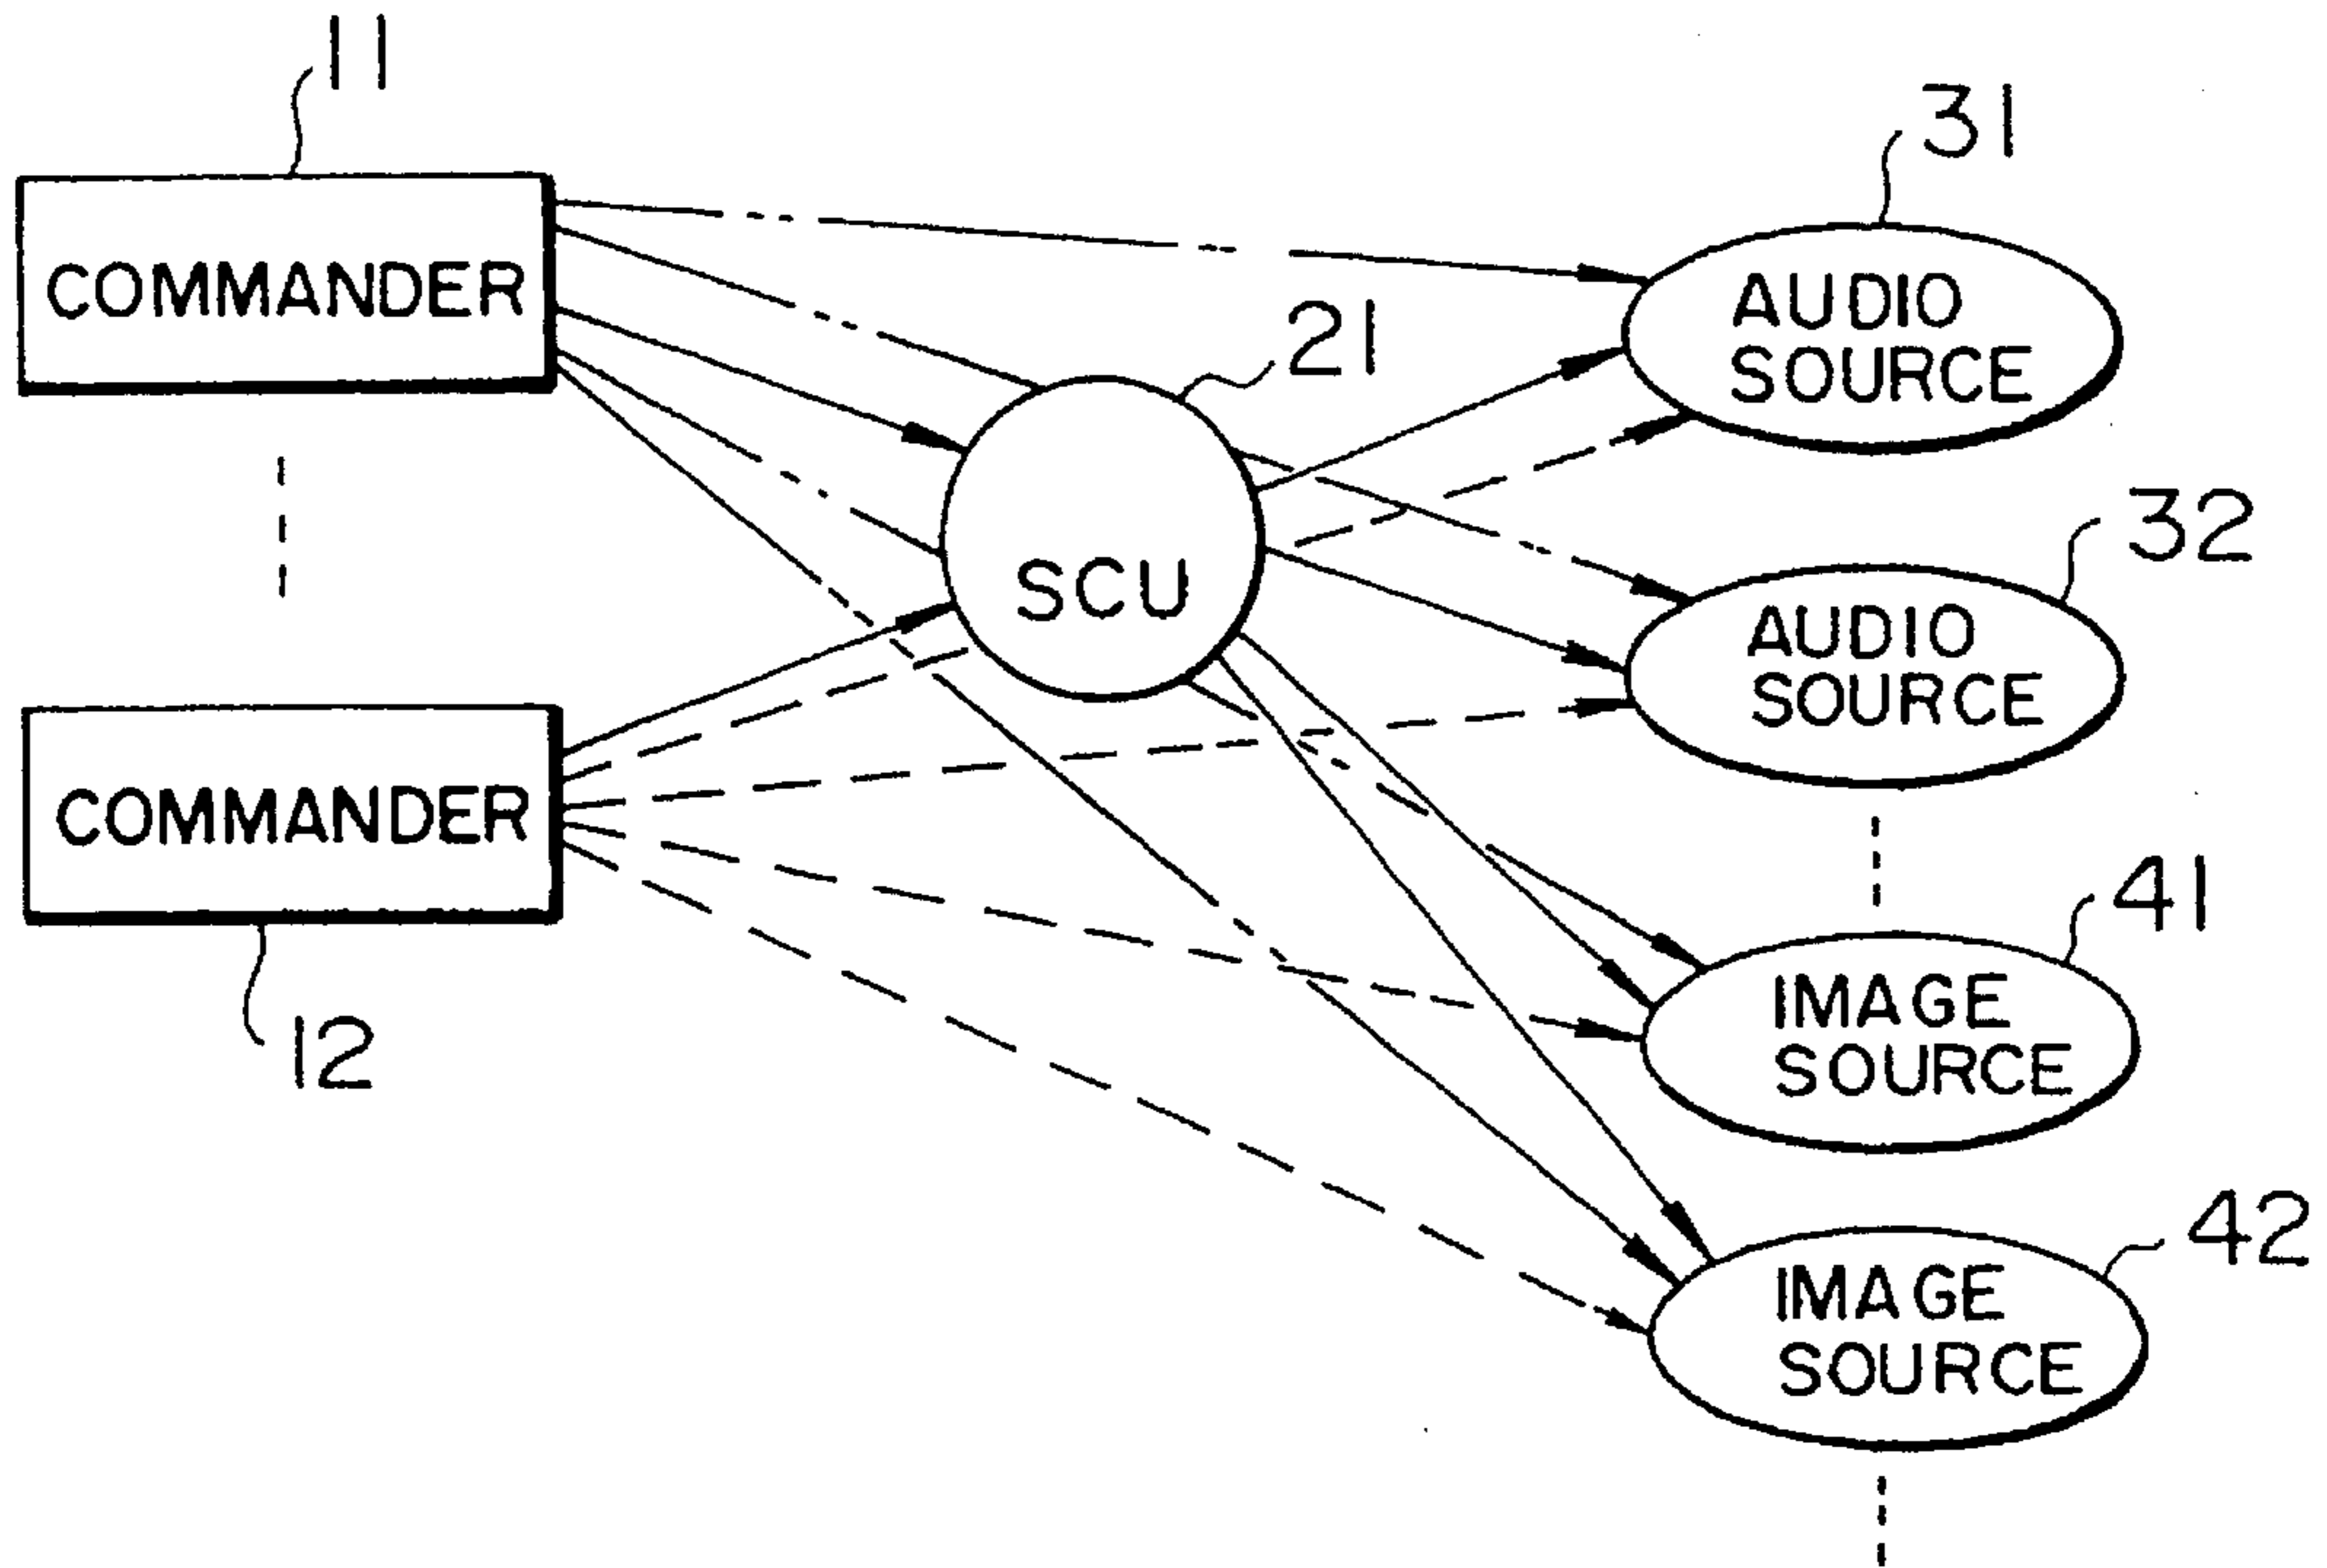 11
COMMANDER
31
AUDIO
SOURCE
21
SCU
32
AUDIO
SOURCE
COMMANDER
12
41
IMAGE
SOURCE
42
IMAGE
SOURCE